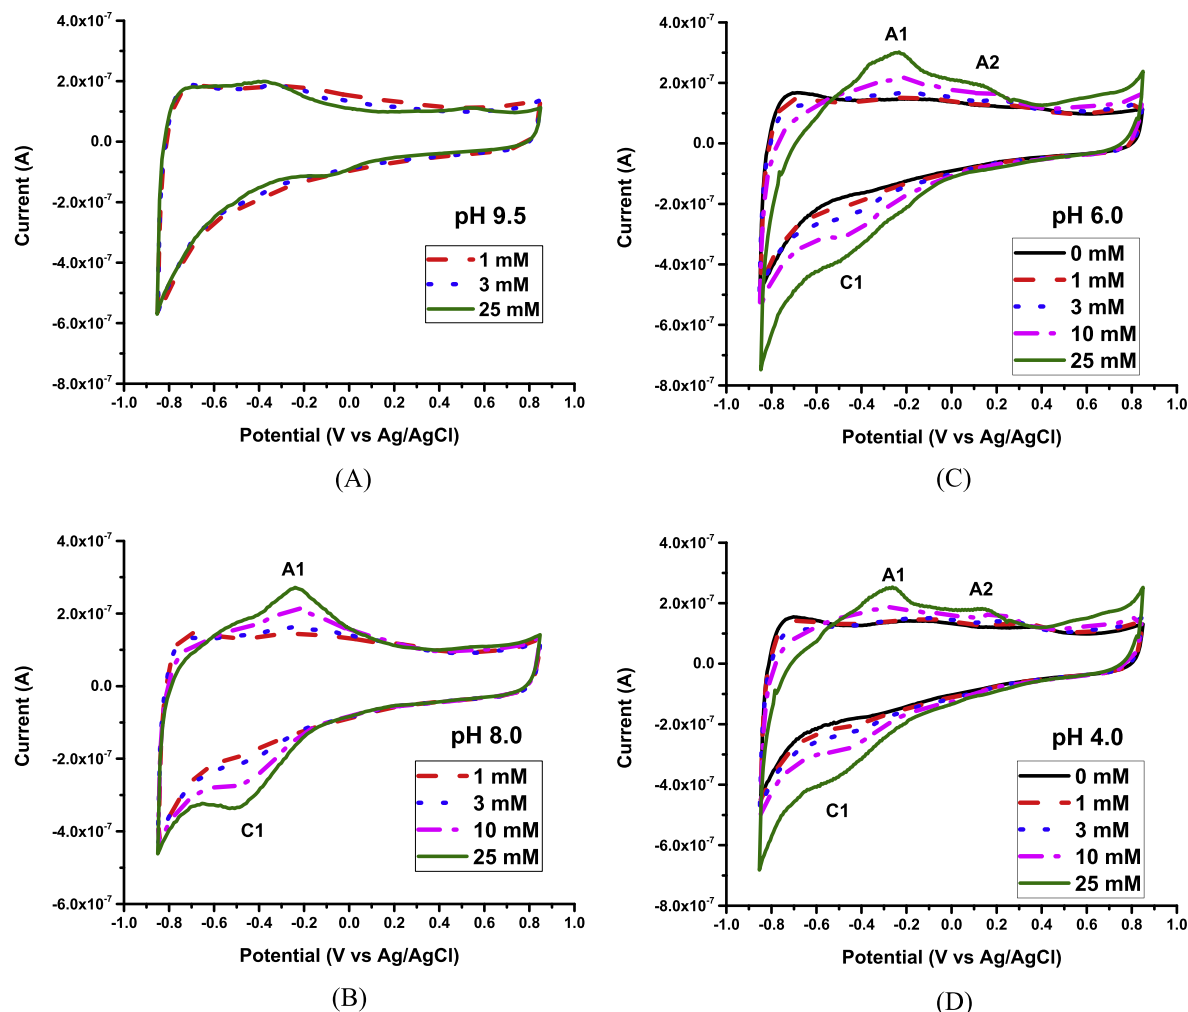 4.0x10⁻⁷
2.0x10⁻⁷
0.0
-2.0x10⁻⁷
-4.0x10⁻⁷
-6.0x10⁻⁷
-8.0x10⁻⁷
Current (A)
pH 9.5
1 mM
3 mM
25 mM
-1.0 -0.8 -0.6 -0.4 -0.2 0.0 0.2 0.4 0.6 0.8 1.0
Potential (V vs Ag/AgCl)
(A)
4.0x10⁻⁷
2.0x10⁻⁷
0.0
-2.0x10⁻⁷
-4.0x10⁻⁷
-6.0x10⁻⁷
-8.0x10⁻⁷
Current (A)
A1
A2
C1
pH 6.0
0 mM
1 mM
3 mM
10 mM
25 mM
-1.0 -0.8 -0.6 -0.4 -0.2 0.0 0.2 0.4 0.6 0.8 1.0
Potential (V vs Ag/AgCl)
(C)
4.0x10⁻⁷
2.0x10⁻⁷
0.0
-2.0x10⁻⁷
-4.0x10⁻⁷
-6.0x10⁻⁷
Current (A)
A1
C1
pH 8.0
1 mM
3 mM
10 mM
25 mM
-1.0 -0.8 -0.6 -0.4 -0.2 0.0 0.2 0.4 0.6 0.8 1.0
Potential (V vs Ag/AgCl)
(B)
4.0x10⁻⁷
2.0x10⁻⁷
0.0
-2.0x10⁻⁷
-4.0x10⁻⁷
-6.0x10⁻⁷
-8.0x10⁻⁷
Current (A)
A1
A2
C1
pH 4.0
0 mM
1 mM
3 mM
10 mM
25 mM
-1.0 -0.8 -0.6 -0.4 -0.2 0.0 0.2 0.4 0.6 0.8 1.0
Potential (V vs Ag/AgCl)
(D)